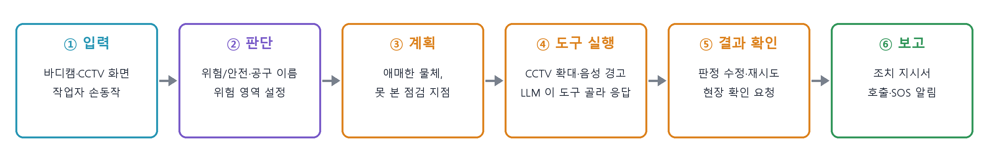 ① 입력
바디캠·CCTV 화면
작업자 손동작
② 판단
위험/안전·공구 이름
위험 영역 설정
③ 계획
애매한 물체,
못 본 점검 지점
④ 도구 실행
CCTV 확대·음성 경고
LLM 이 도구 골라 응답
⑤ 결과 확인
판정 수정·재시도
현장 확인 요청
⑥ 보고
조치 지시서
호출·SOS 알림